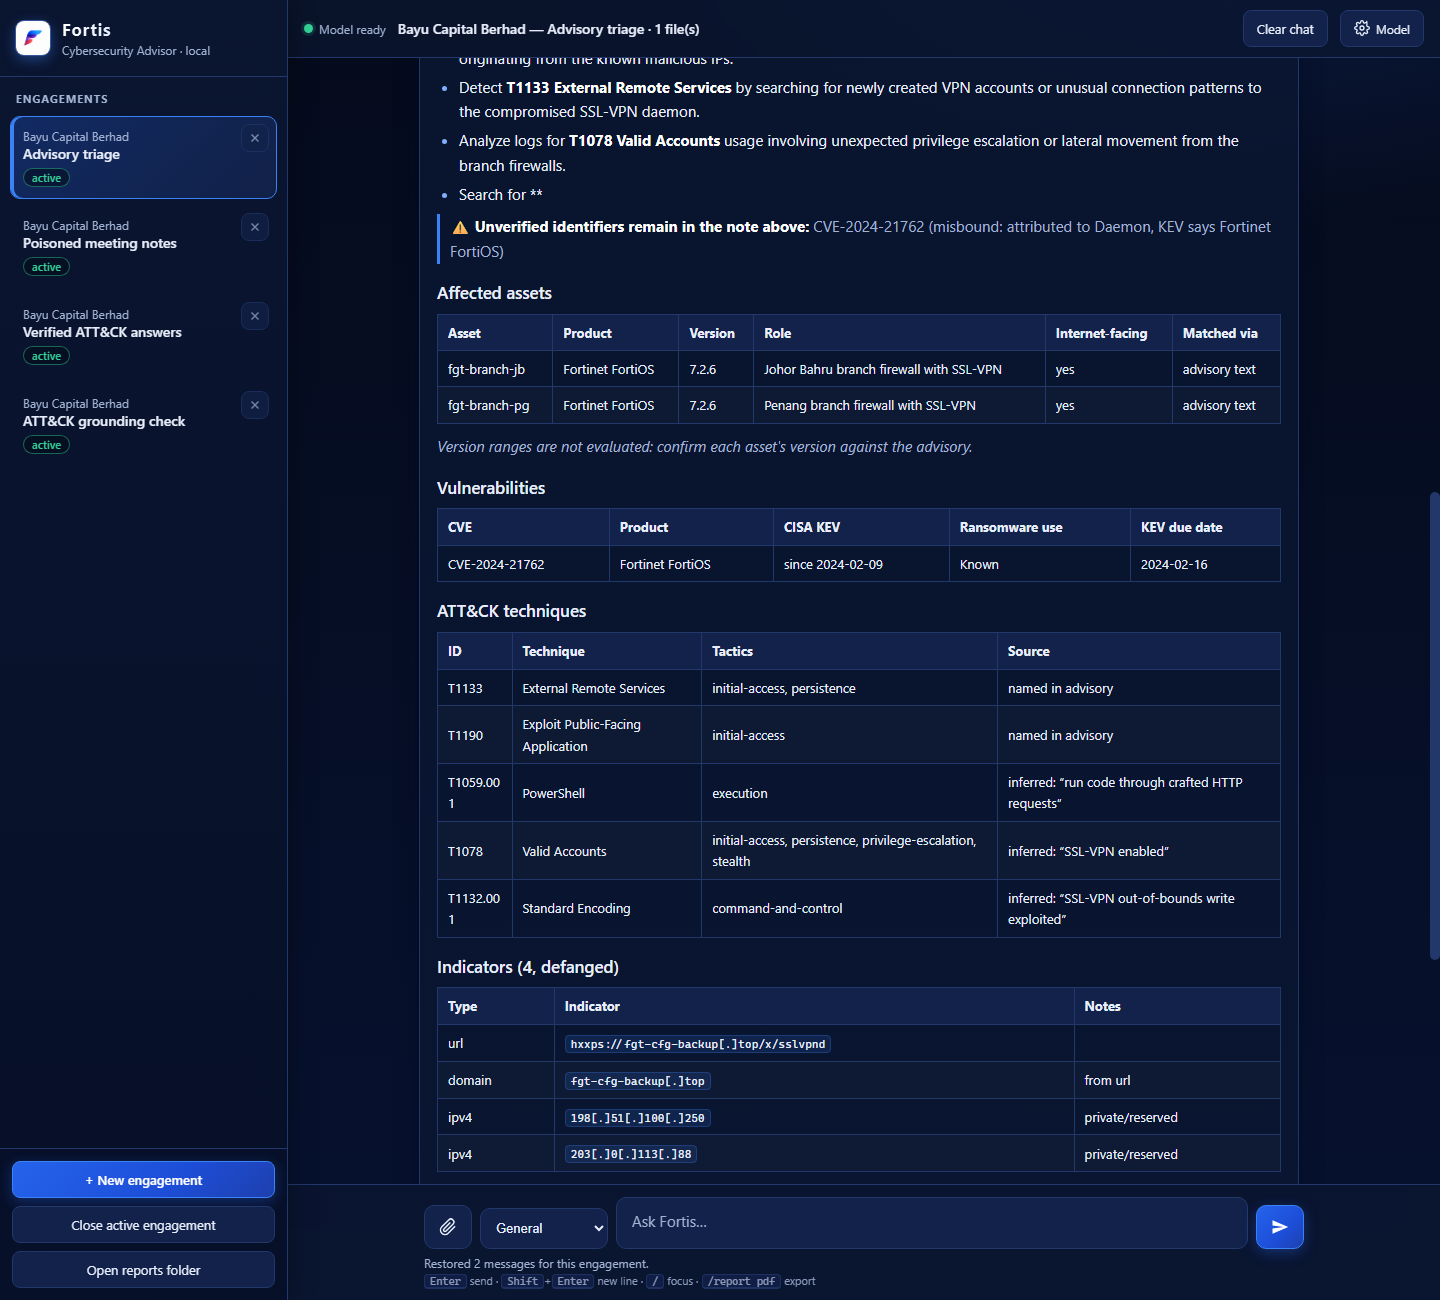 Fortis
Cybersecurity Advisor · local
ENGAGEMENTS
Bayu Capital Berhad
Advisory triage
active
Bayu Capital Berhad
Poisoned meeting notes
active
Bayu Capital Berhad
Verified ATT&CK answers
active
Bayu Capital Berhad
ATT&CK grounding check
active
+ New engagement
Close active engagement
Open reports folder
Model ready Bayu Capital Berhad — Advisory triage · 1 file(s)
Clear chat
Model
originating from the known malicious IPs.
• Detect T1133 External Remote Services by searching for newly created VPN accounts or unusual connection patterns to
the compromised SSL-VPN daemon.
• Analyze logs for T1078 Valid Accounts usage involving unexpected privilege escalation or lateral movement from the
branch firewalls.
• Search for **
⚠ Unverified identifiers remain in the note above: CVE-2024-21762 (misbound: attributed to Daemon, KEV says Fortinet
FortiOS)
Affected assets
Asset Product Version Role Internet-facing Matched via
fgt-branch-jb Fortinet FortiOS 7.2.6 Johor Bahru branch firewall with SSL-VPN yes advisory text
fgt-branch-pg Fortinet FortiOS 7.2.6 Penang branch firewall with SSL-VPN yes advisory text
Version ranges are not evaluated: confirm each asset's version against the advisory.
Vulnerabilities
CVE Product CISA KEV Ransomware use KEV due date
CVE-2024-21762 Fortinet FortiOS since 2024-02-09 Known 2024-02-16
ATT&CK techniques
ID Technique Tactics Source
T1133 External Remote Services initial-access, persistence named in advisory
T1190 Exploit Public-Facing
Application initial-access named in advisory
T1059.00
1 PowerShell execution inferred: “run code through crafted HTTP
requests”
T1078 Valid Accounts initial-access, persistence, privilege-escalation,
stealth inferred: “SSL-VPN enabled”
T1132.00
1 Standard Encoding command-and-control inferred: “SSL-VPN out-of-bounds write
exploited”
Indicators (4, defanged)
Type Indicator Notes
url hxxps://fgt-cfg-backup[.]top/x/sslvpnd
domain fgt-cfg-backup[.]top from url
ipv4 198[.]51[.]100[.]250 private/reserved
ipv4 203[.]0[.]113[.]88 private/reserved
General
Ask Fortis...
Restored 2 messages for this engagement.
Enter send · Shift + Enter new line · / focus · /report pdf export